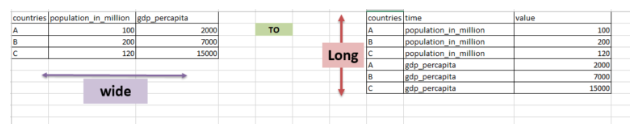 countries population_in_million gdp_percapita
A 100 2000
B 200 7000
C 120 15000
wide
TO
Long
countries time value
A population_in_million 100
B population_in_million 200
C population_in_million 120
A gdp_percapita 2000
B gdp_percapita 7000
C gdp_percapita 15000